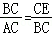 BC/AC = CE/BC